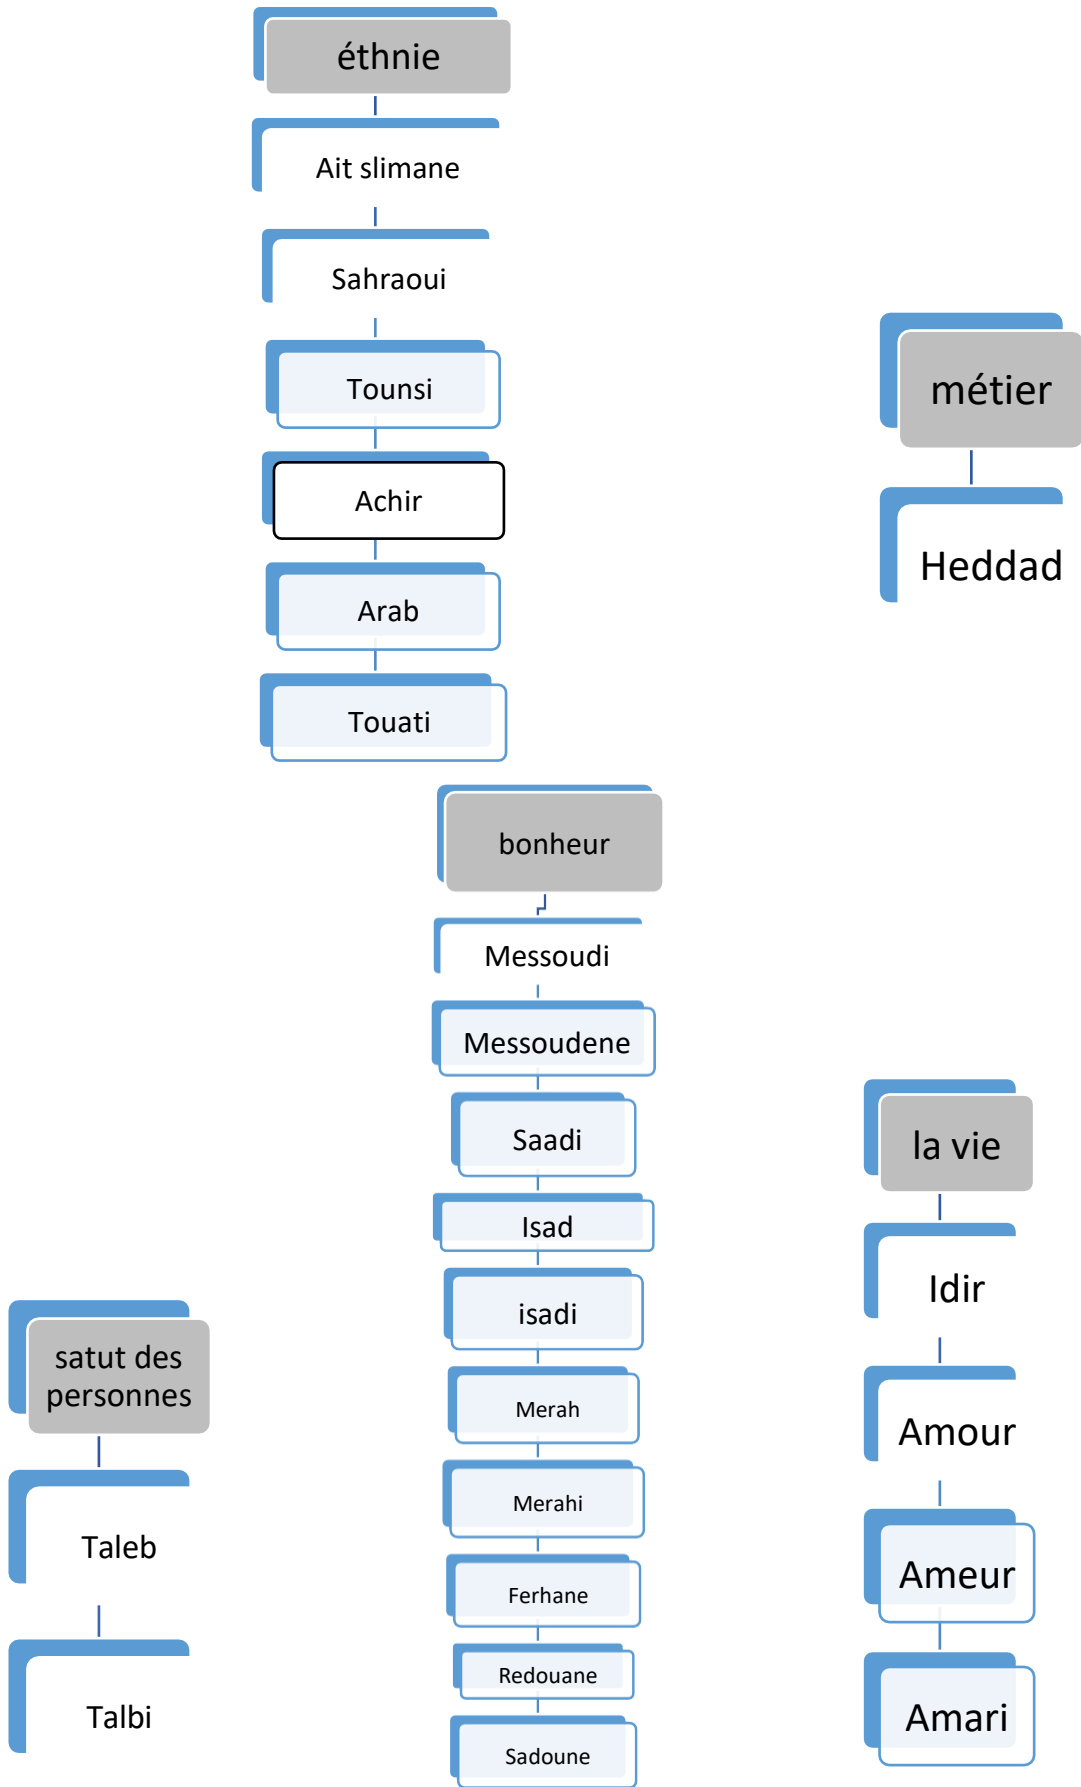 éthnie
Ait slimane
Sahraoui
Tounsi
Achir
Arab
Touati
métier
Heddad
bonheur
Messoudi
Messoudene
Saadi
Isad
isadi
Merah
Merahi
Ferhane
Redouane
Sadoune
la vie
Idir
Amour
Ameur
Amari
satut des
personnes
Taleb
Talbi